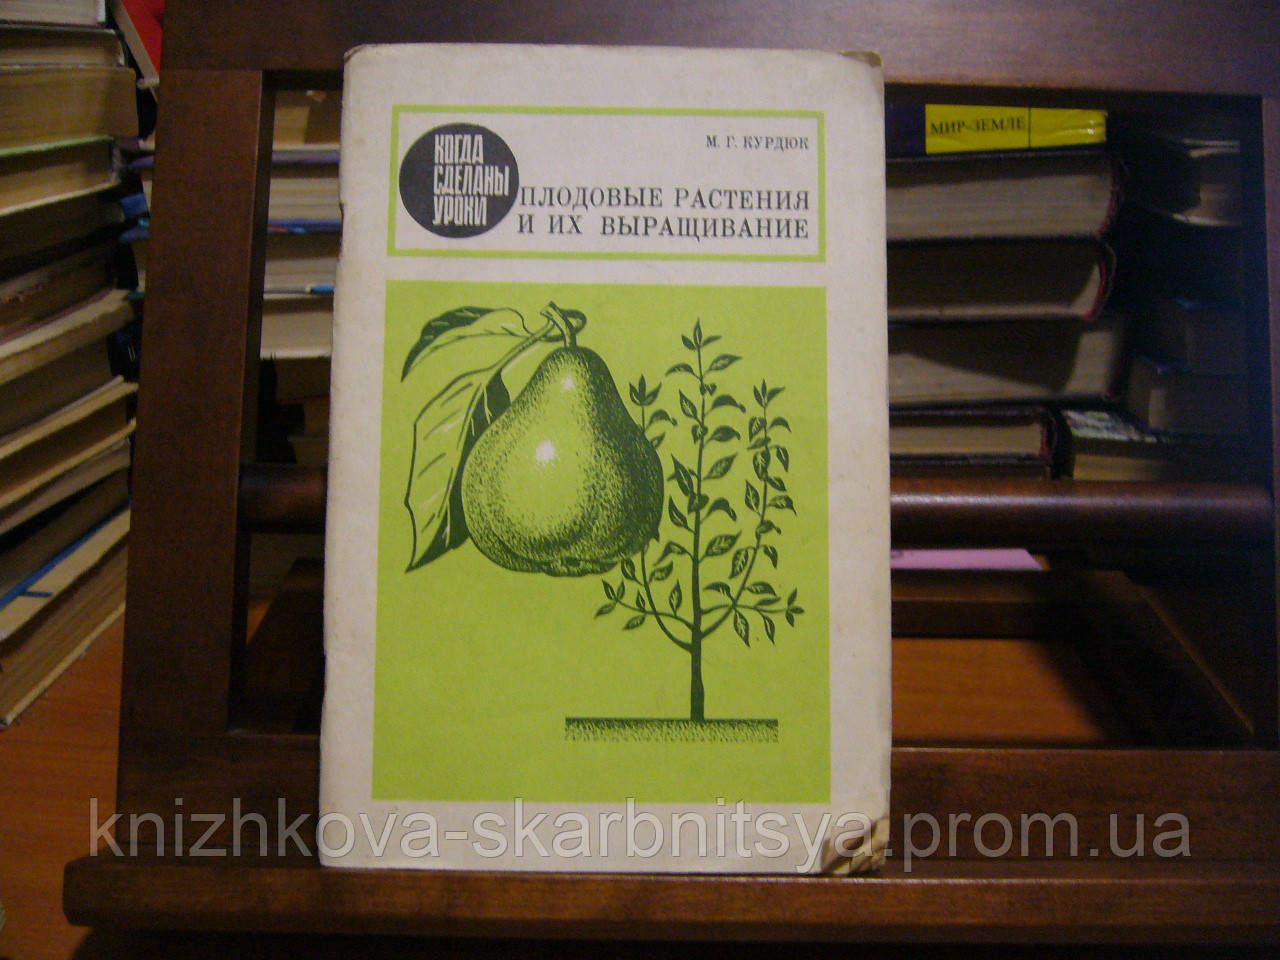 КОГДА
СДЕЛАНЫ
УРОКИ
М. Г. КУРДЮК
ПЛОДОВЫЕ РАСТЕНИЯ
И ИХ ВЫРАЩИВАНИЕ
МИР-ЗЕМЛЕ
knizhkova-skarbnitsya.prom.ua